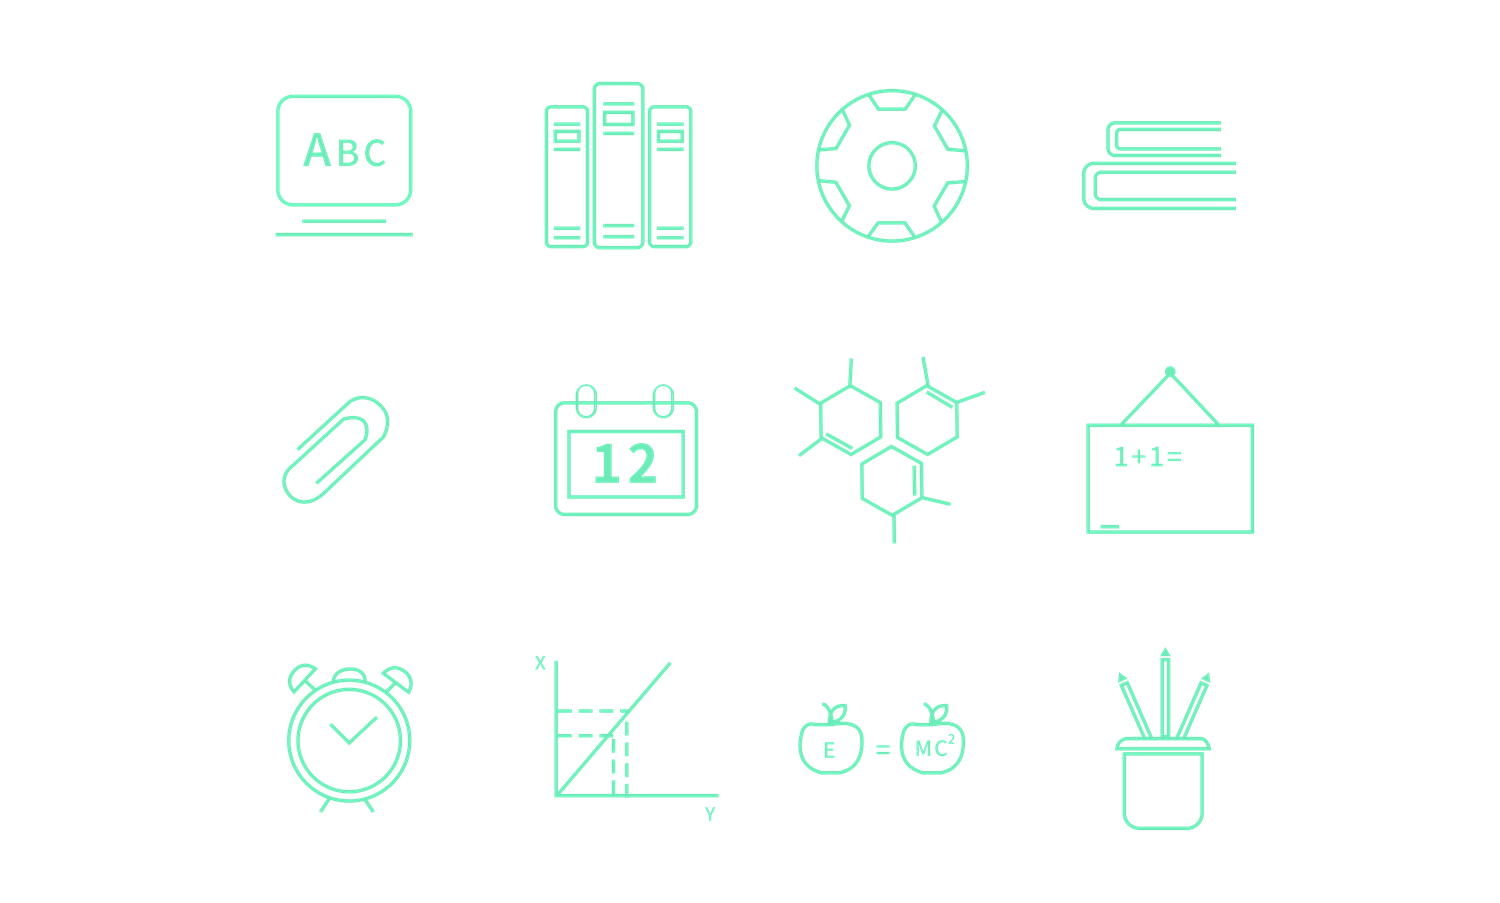 ABC
12
1+1=
X
Y
E = MC²